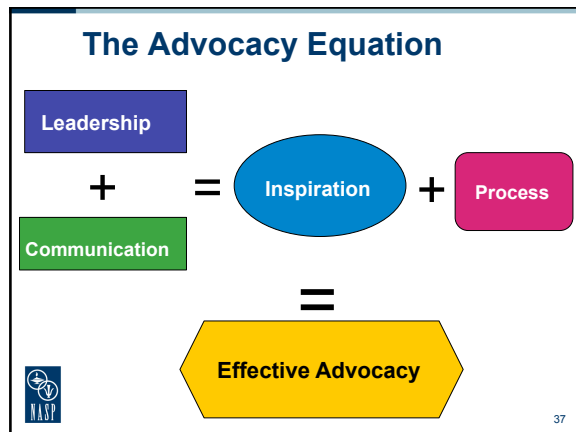 The Advocacy Equation
Leadership
+
Communication
=
Inspiration
+
Process
=
Effective Advocacy
NASP
37